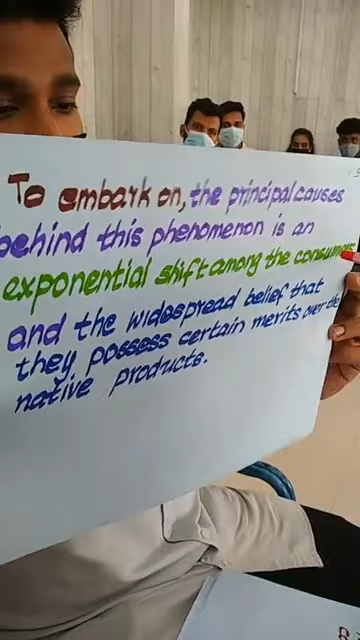 To embark on, the principal causes
behind this phenomenon is an
exponential shift among the consumers
and the widespread belief that
they possess certain merits over the
native products.